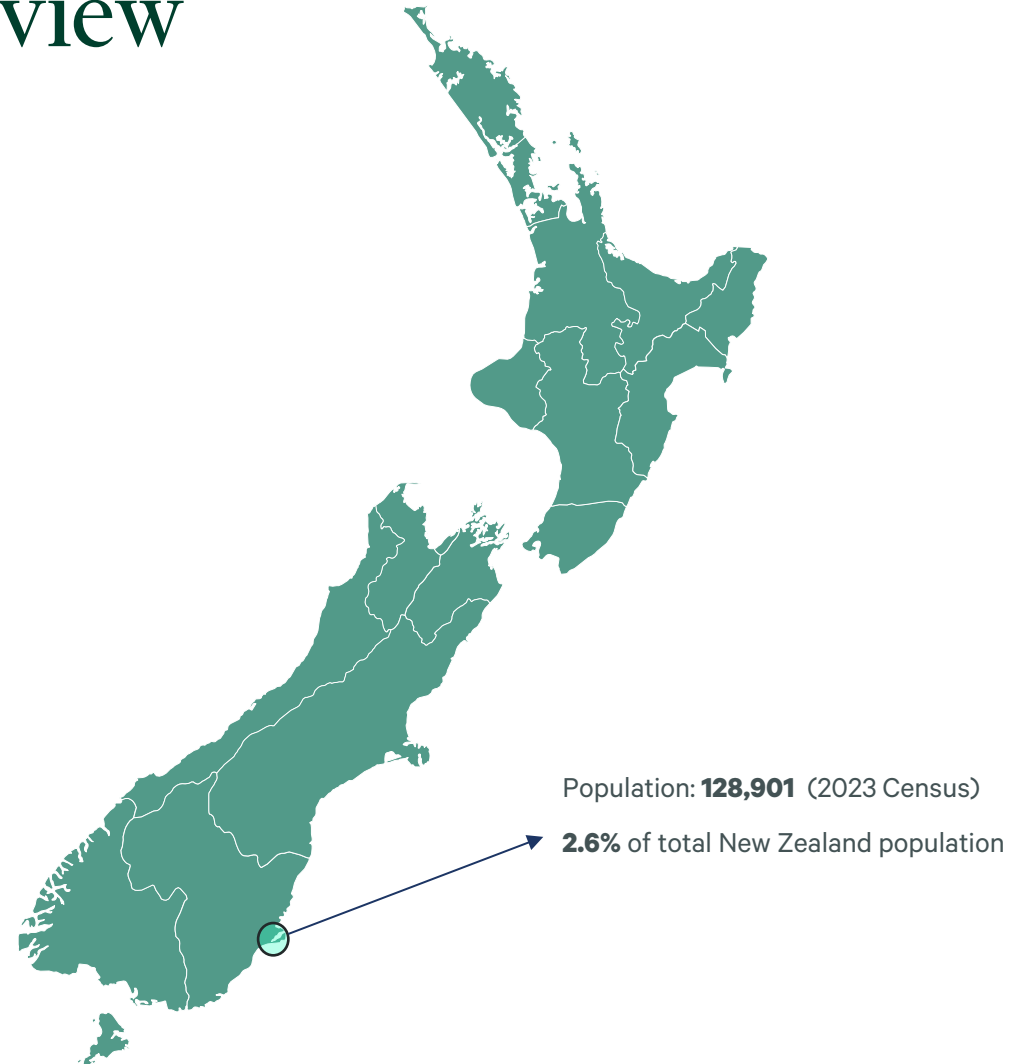 view
Population: 128,901 (2023 Census)
2.6% of total New Zealand population